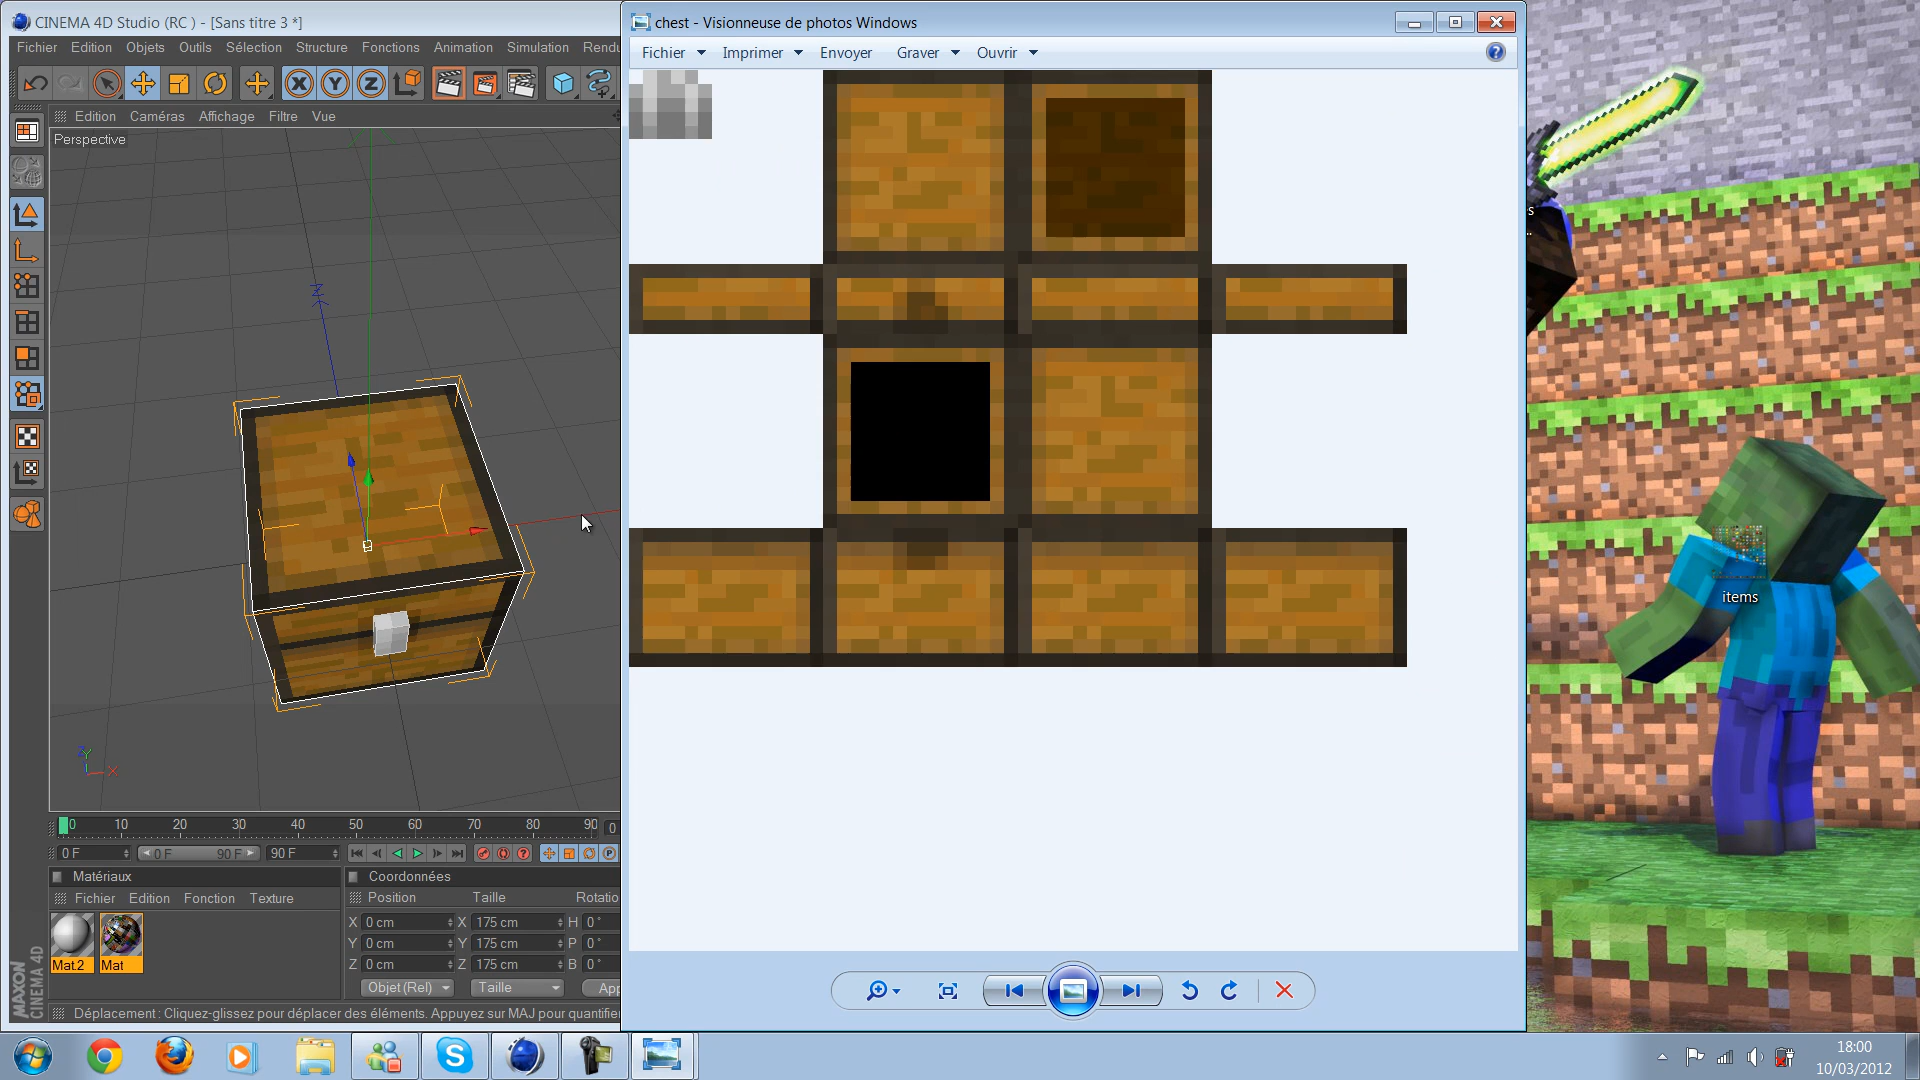 CINEMA 4D Studio (RC ) - [Sans titre 3 *]
Fichier Edition Objets Outils Sélection Structure Fonctions Animation Simulation Rendu
Edition Caméras Affichage Filtre Vue
Perspective
Z
X Y Z
0 10 20 30 40 50 60 70 80 90 0
0 F 0 F 90 F 90 F
Matériaux
Fichier Edition Fonction Texture
Mat.2 Mat
Coordonnées
Position Taille Rotatio
X 0 cm X 175 cm H 0 °
Y 0 cm Y 175 cm P 0 °
Z 0 cm Z 175 cm B 0 °
Objet (Rel) Taille App
MAXON
CINEMA 4D
Déplacement : Cliquez-glissez pour déplacer des éléments. Appuyez sur MAJ pour quantifie
chest - Visionneuse de photos Windows
Fichier Imprimer Envoyer Graver Ouvrir
items
18:00
10/03/2012